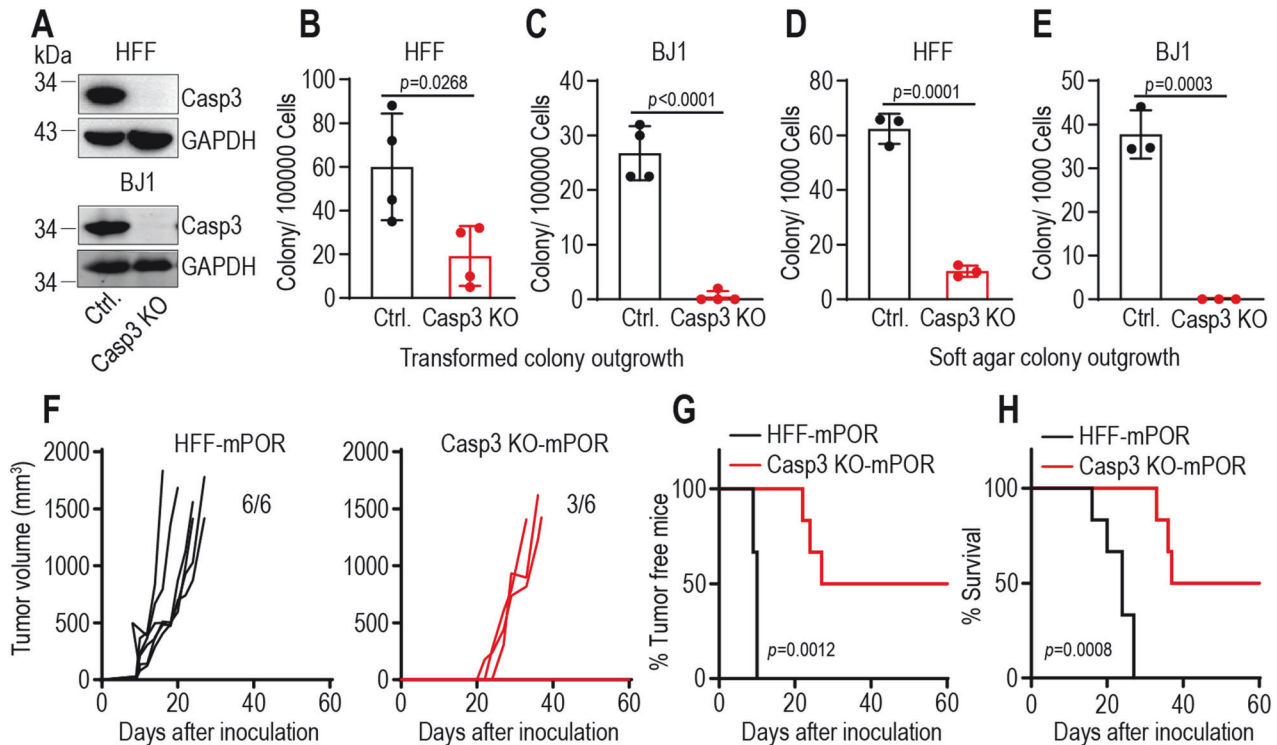 A
kDa
HFF
34
Casp3
43
GAPDH
BJ1
34
Casp3
GAPDH
34
Ctrl.
Casp3 KO
B
HFF
Colony/ 100000 Cells
100
80
60
40
20
0
p=0.0268
Ctrl. Casp3 KO
C
BJ1
Colony/ 100000 Cells
40
30
20
10
0
p<0.0001
Ctrl. Casp3 KO
Transformed colony outgrowth
D
HFF
Colony/ 1000 Cells
80
60
40
20
0
p=0.0001
Ctrl. Casp3 KO
E
BJ1
Colony/ 1000 Cells
50
40
30
20
10
0
p=0.0003
Ctrl. Casp3 KO
Soft agar colony outgrowth
F
HFF-mPOR
6/6
Tumor volume (mm³)
2000
1500
1000
500
0
0 20 40 60
Days after inoculation
Casp3 KO-mPOR
3/6
2000
1500
1000
500
0
0 20 40 60
Days after inoculation
G
HFF-mPOR
Casp3 KO-mPOR
% Tumor free mice
100
50
0
p=0.0012
0 20 40 60
Days after inoculation
H
HFF-mPOR
Casp3 KO-mPOR
% Survival
100
50
0
p=0.0008
0 20 40 60
Days after inoculation